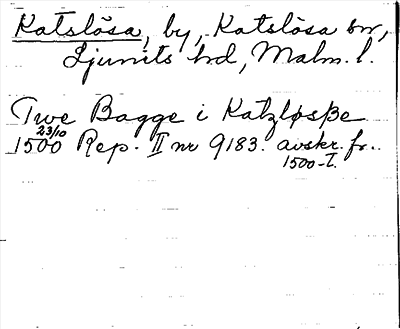 Katslösa, by, Katslösa sn,
Ljunits hd, Malm. l.
Twe Bagge i Katzløsße
23/10
1500 Rep. II nr 9183. avskr. fr.
1500-t.